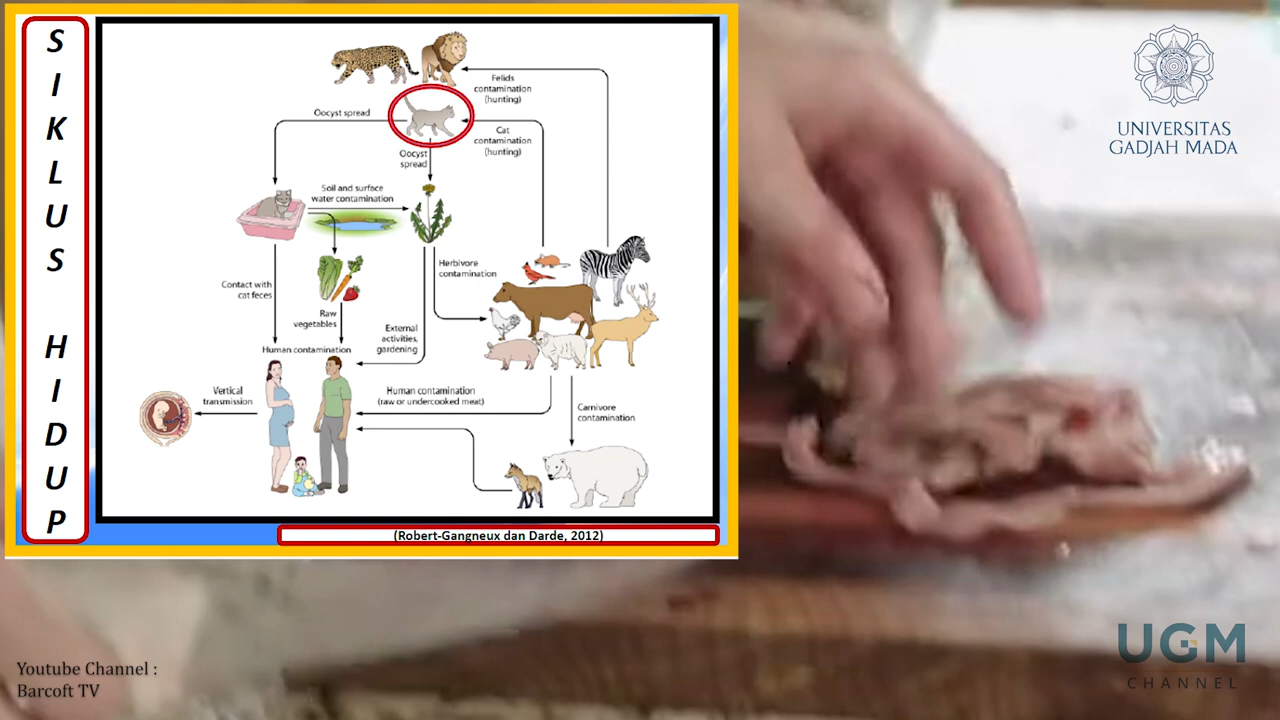 SIKLUS HIDUP
Felids
contamination
(hunting)
Oocyst spread
Cat
contamination
(hunting)
Oocyst
spread
Soil and surface
water contamination
Herbivore
contamination
Contact with
cat feces
Raw
vegetables
External
activities,
gardening
Human contamination
Vertical
transmission
Human contamination
(raw or undercooked meat)
Carnivore
contamination
(Robert-Gangneux dan Darde, 2012)
UNIVERSITAS
GADJAH MADA
UGM
CHANNEL
Youtube Channel :
Barcoft TV